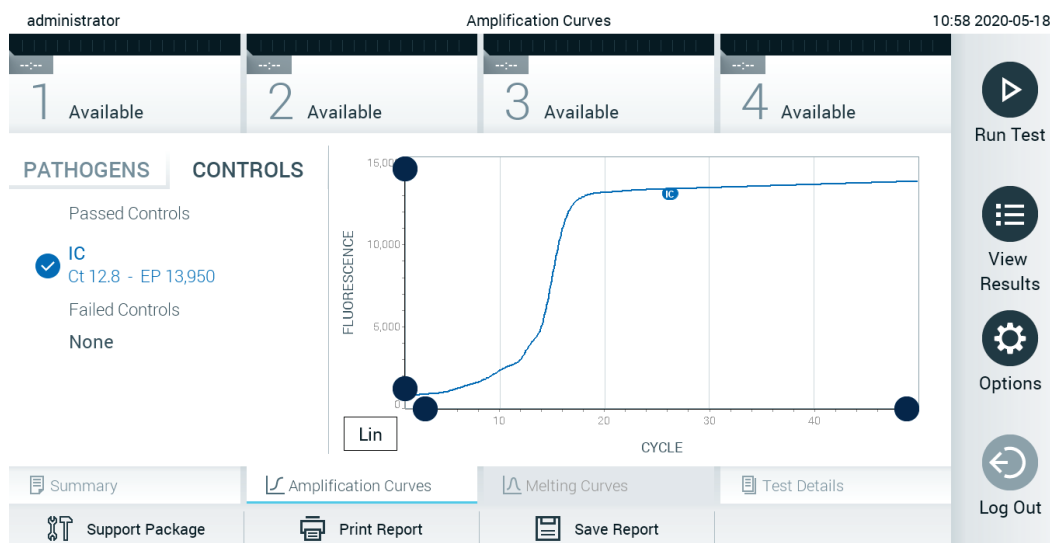 administrator
Amplification Curves
10:58 2020-05-18
--:--
--:--
--:--
--:--
1 Available
2 Available
3 Available
4 Available
Run Test
PATHOGENS
CONTROLS
Passed Controls
IC
Ct 12.8 - EP 13,950
Failed Controls
None
FLUORESCENCE
15,00
10,000
5,000
0
IC
10
20
30
40
CYCLE
Lin
View
Results
Options
Log Out
Summary
Amplification Curves
Melting Curves
Test Details
Support Package
Print Report
Save Report